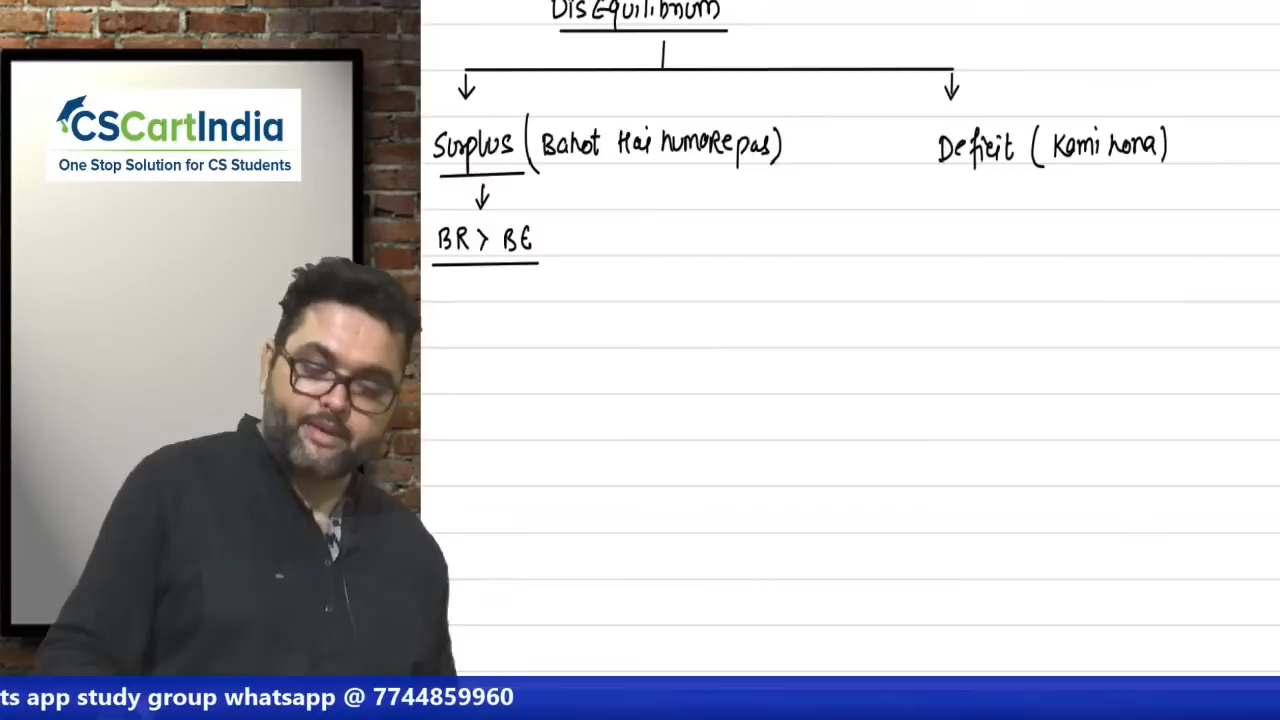 DisEquilibrium
Surplus (Bahot Hai humaRe pas)
Deficit (Kami hona)
BR > BE
CSCartIndia
One Stop Solution for CS Students
ts app study group whatsapp @ 7744859960